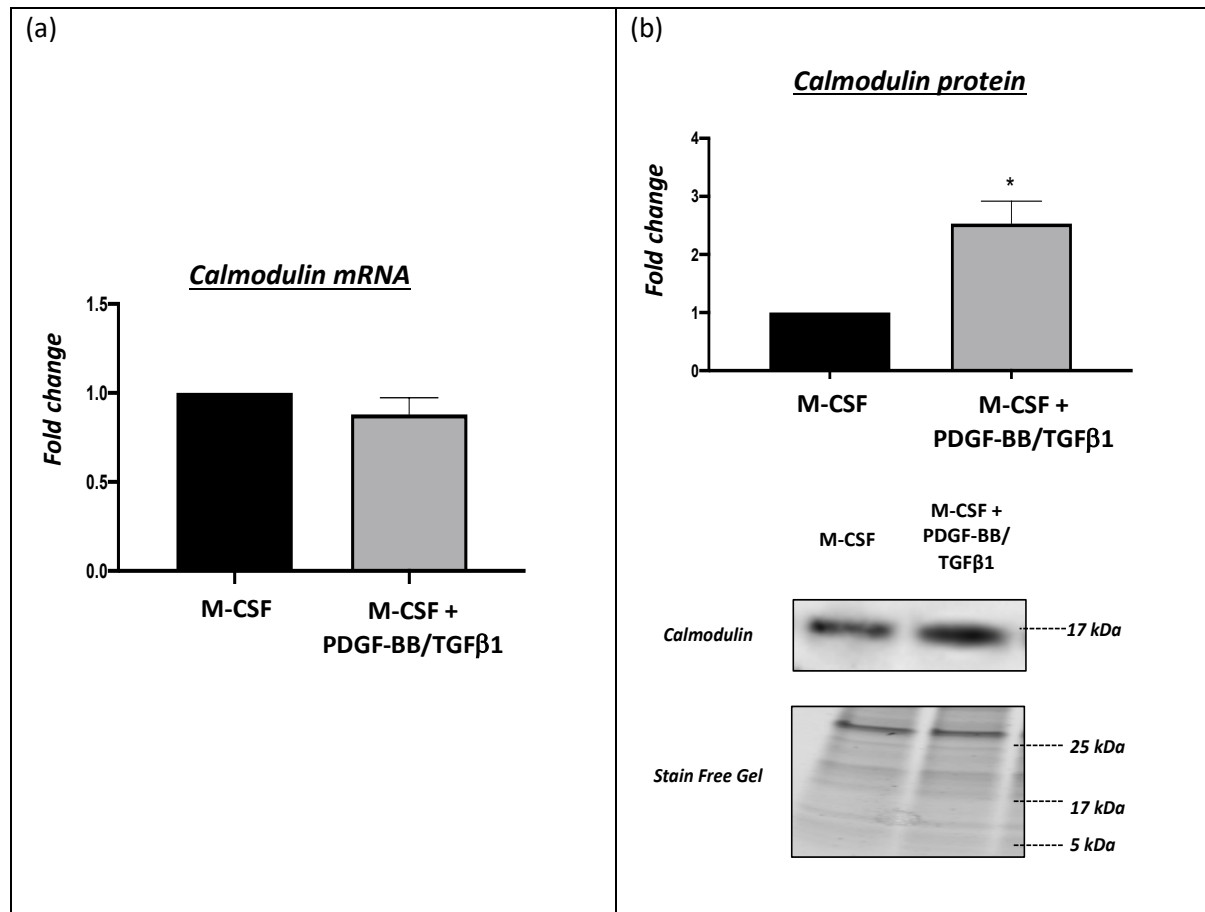 (a)
Calmodulin mRNA
Fold change
1.5
1.0
0.5
0.0
M-CSF
M-CSF +
PDGF-BB/TGFβ1
(b)
Calmodulin protein
Fold change
4
3
2
1
0
*
M-CSF
M-CSF +
PDGF-BB/TGFβ1
M-CSF
M-CSF +
PDGF-BB/
TGFβ1
Calmodulin
17 kDa
Stain Free Gel
25 kDa
17 kDa
5 kDa